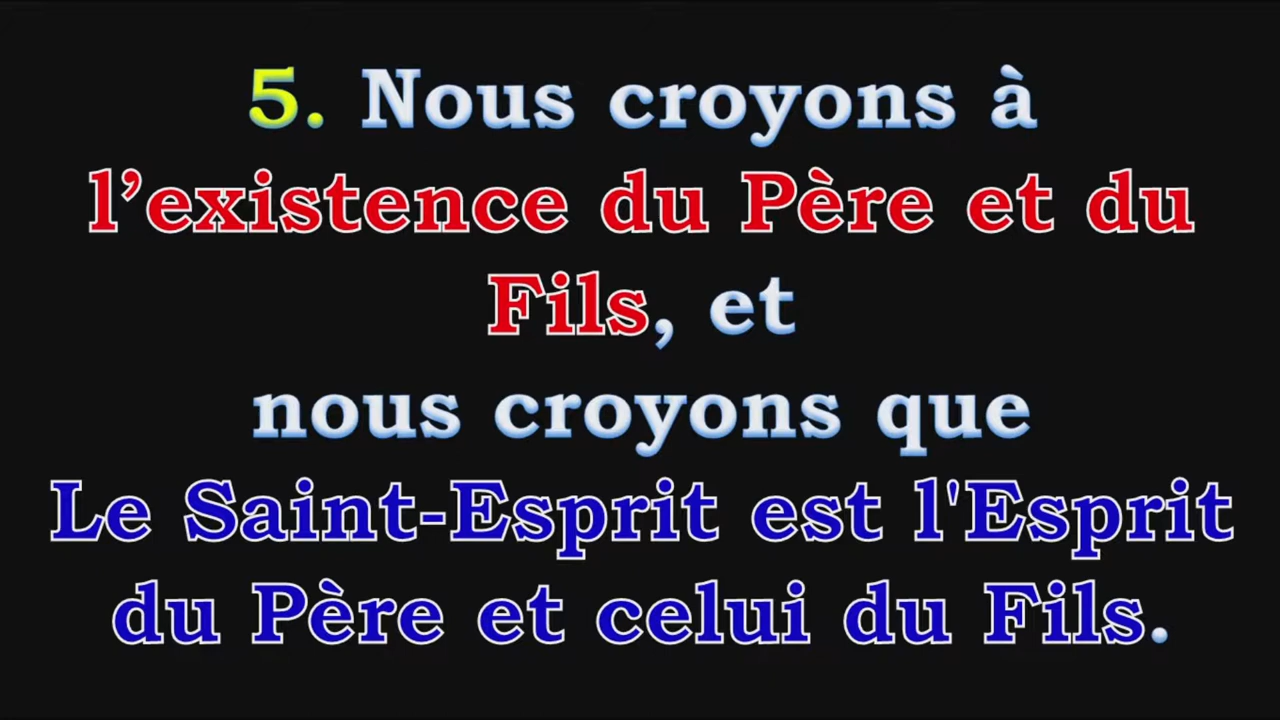 5. Nous croyons à
l’existence du Père et du
Fils, et
nous croyons que
Le Saint-Esprit est l'Esprit
du Père et celui du Fils.